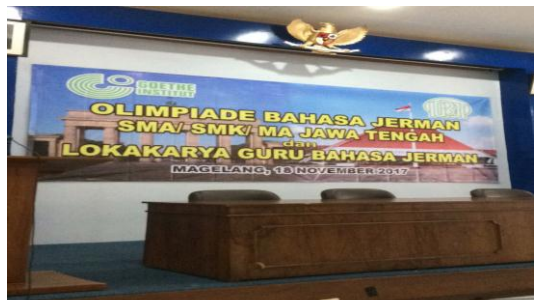 GOETHE
INSTITUT
OLIMPIADE BAHASA JERMAN
SMA/ SMK/ MA JAWA TENGAH
dan
LOKAKARYA GURU BAHASA JERMAN
MAGELANG, 18 NOVEMBER 2017